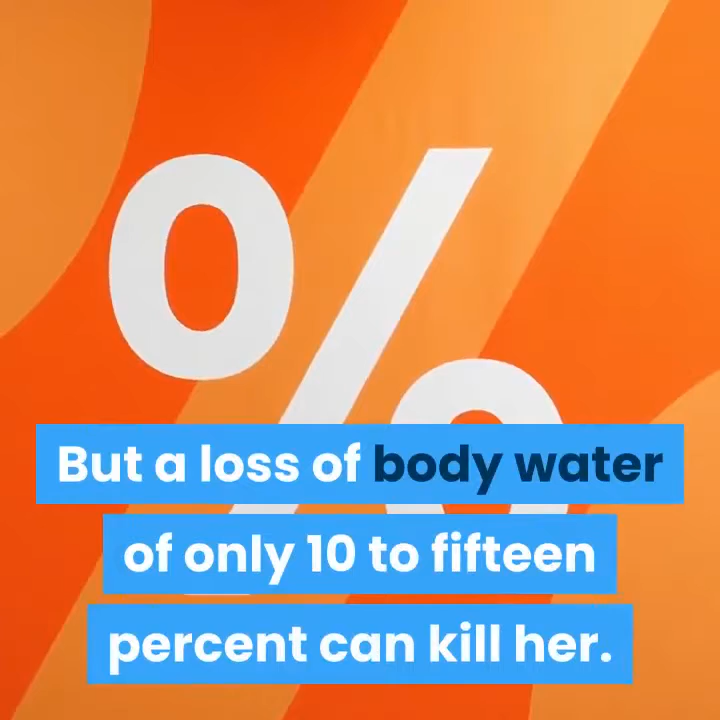 %
But a loss of body water
of only 10 to fifteen
percent can kill her.